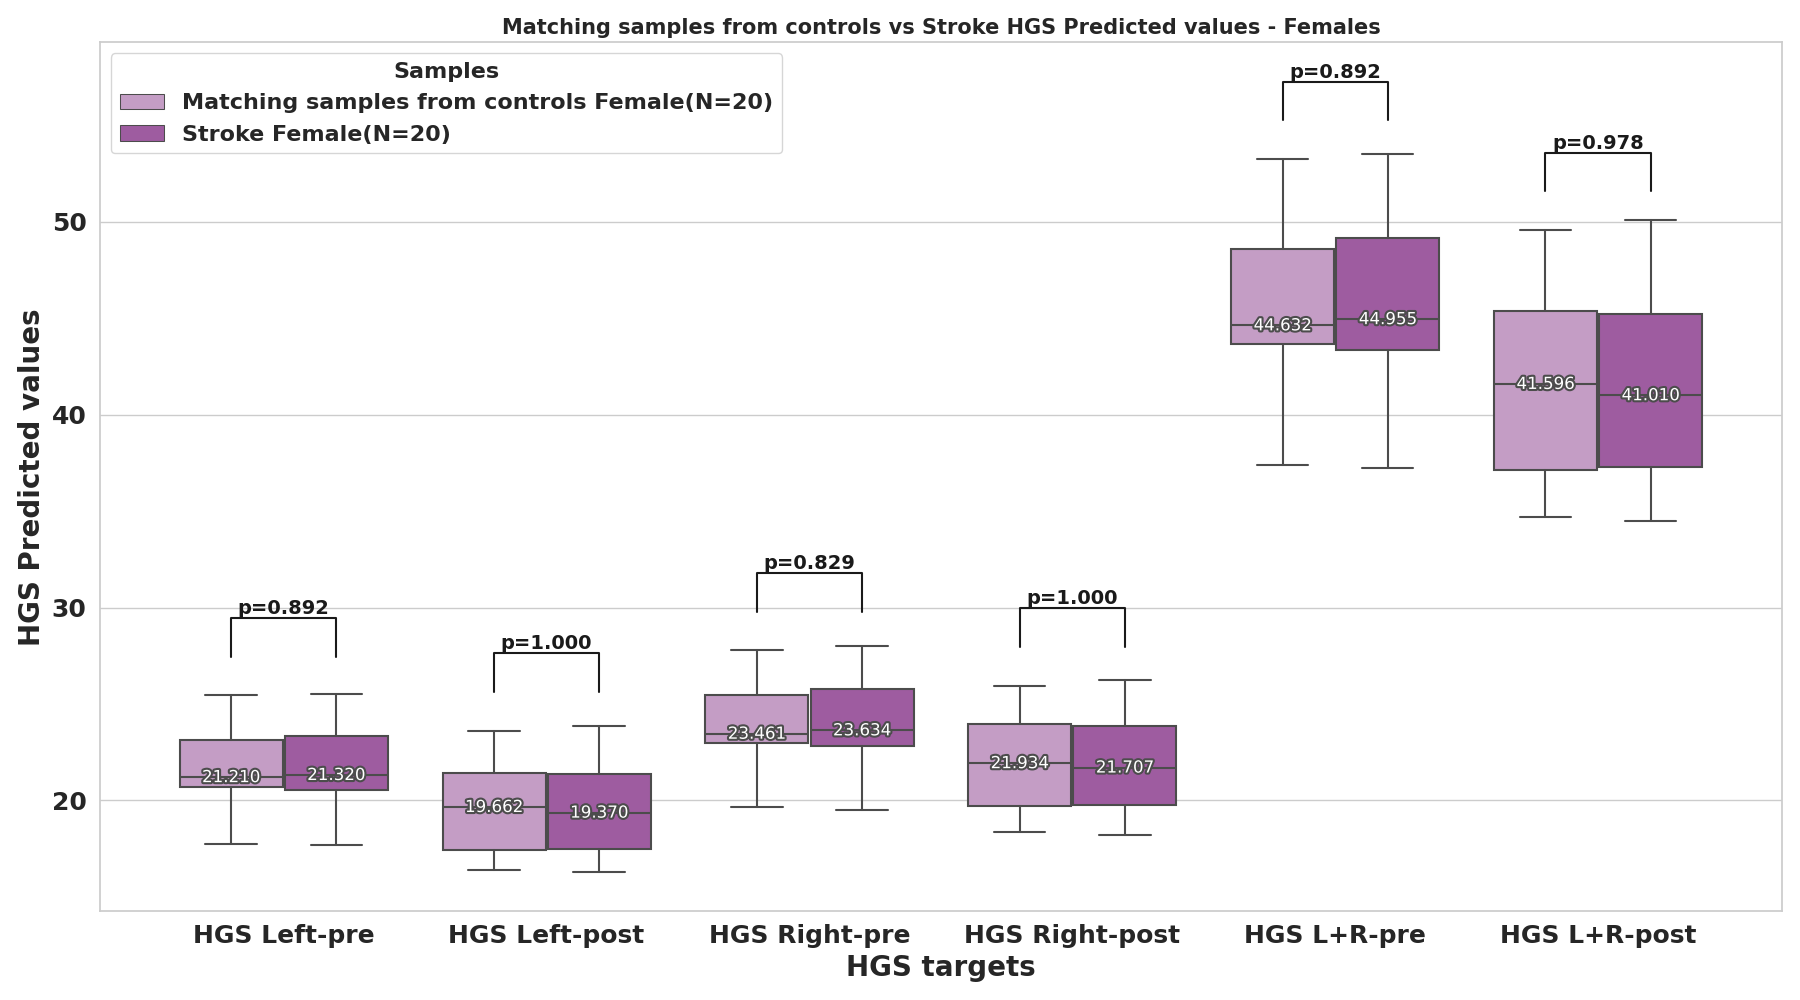 Matching samples from controls vs Stroke HGS Predicted values - Females
Samples
Matching samples from controls Female(N=20)
Stroke Female(N=20)
p=0.892
p=0.978
50
44.632
44.955
41.596
41.010
40
HGS Predicted values
p=0.829
30
p=0.892
p=1.000
p=1.000
23.461
23.634
21.934
21.707
21.210
21.320
20
19.662
19.370
HGS Left-pre
HGS Left-post
HGS Right-pre
HGS Right-post
HGS L+R-pre
HGS L+R-post
HGS targets